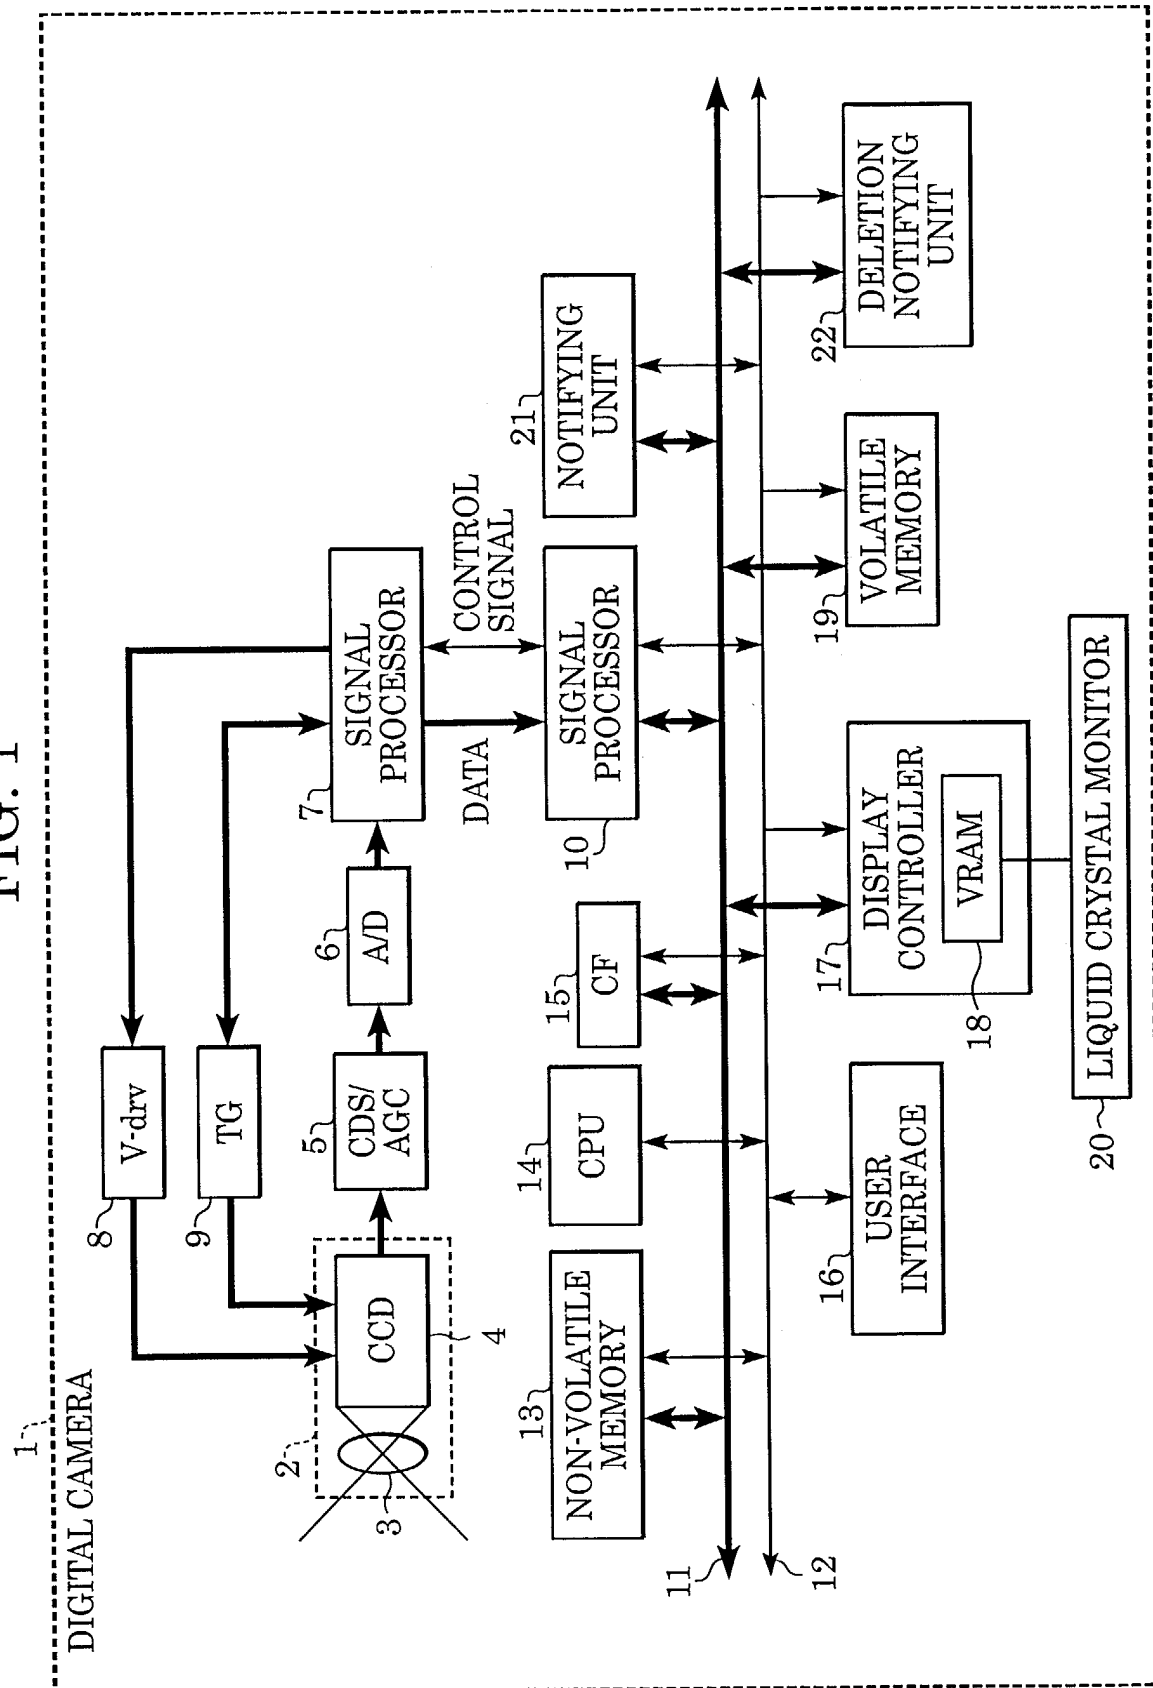 FIG. 1
1
DIGITAL CAMERA
8
V-drv
9
TG
2
3
CCD
4
5
CDS/
AGC
6
A/D
7
SIGNAL
PROCESSOR
DATA
CONTROL
SIGNAL
13
NON-VOLATILE
MEMORY
14
CPU
15
CF
10
SIGNAL
PROCESSOR
21
NOTIFYING
UNIT
11
12
16
USER
INTERFACE
17
DISPLAY
CONTROLLER
18
VRAM
19
VOLATILE
MEMORY
22
DELETION
NOTIFYING
UNIT
20
LIQUID CRYSTAL MONITOR